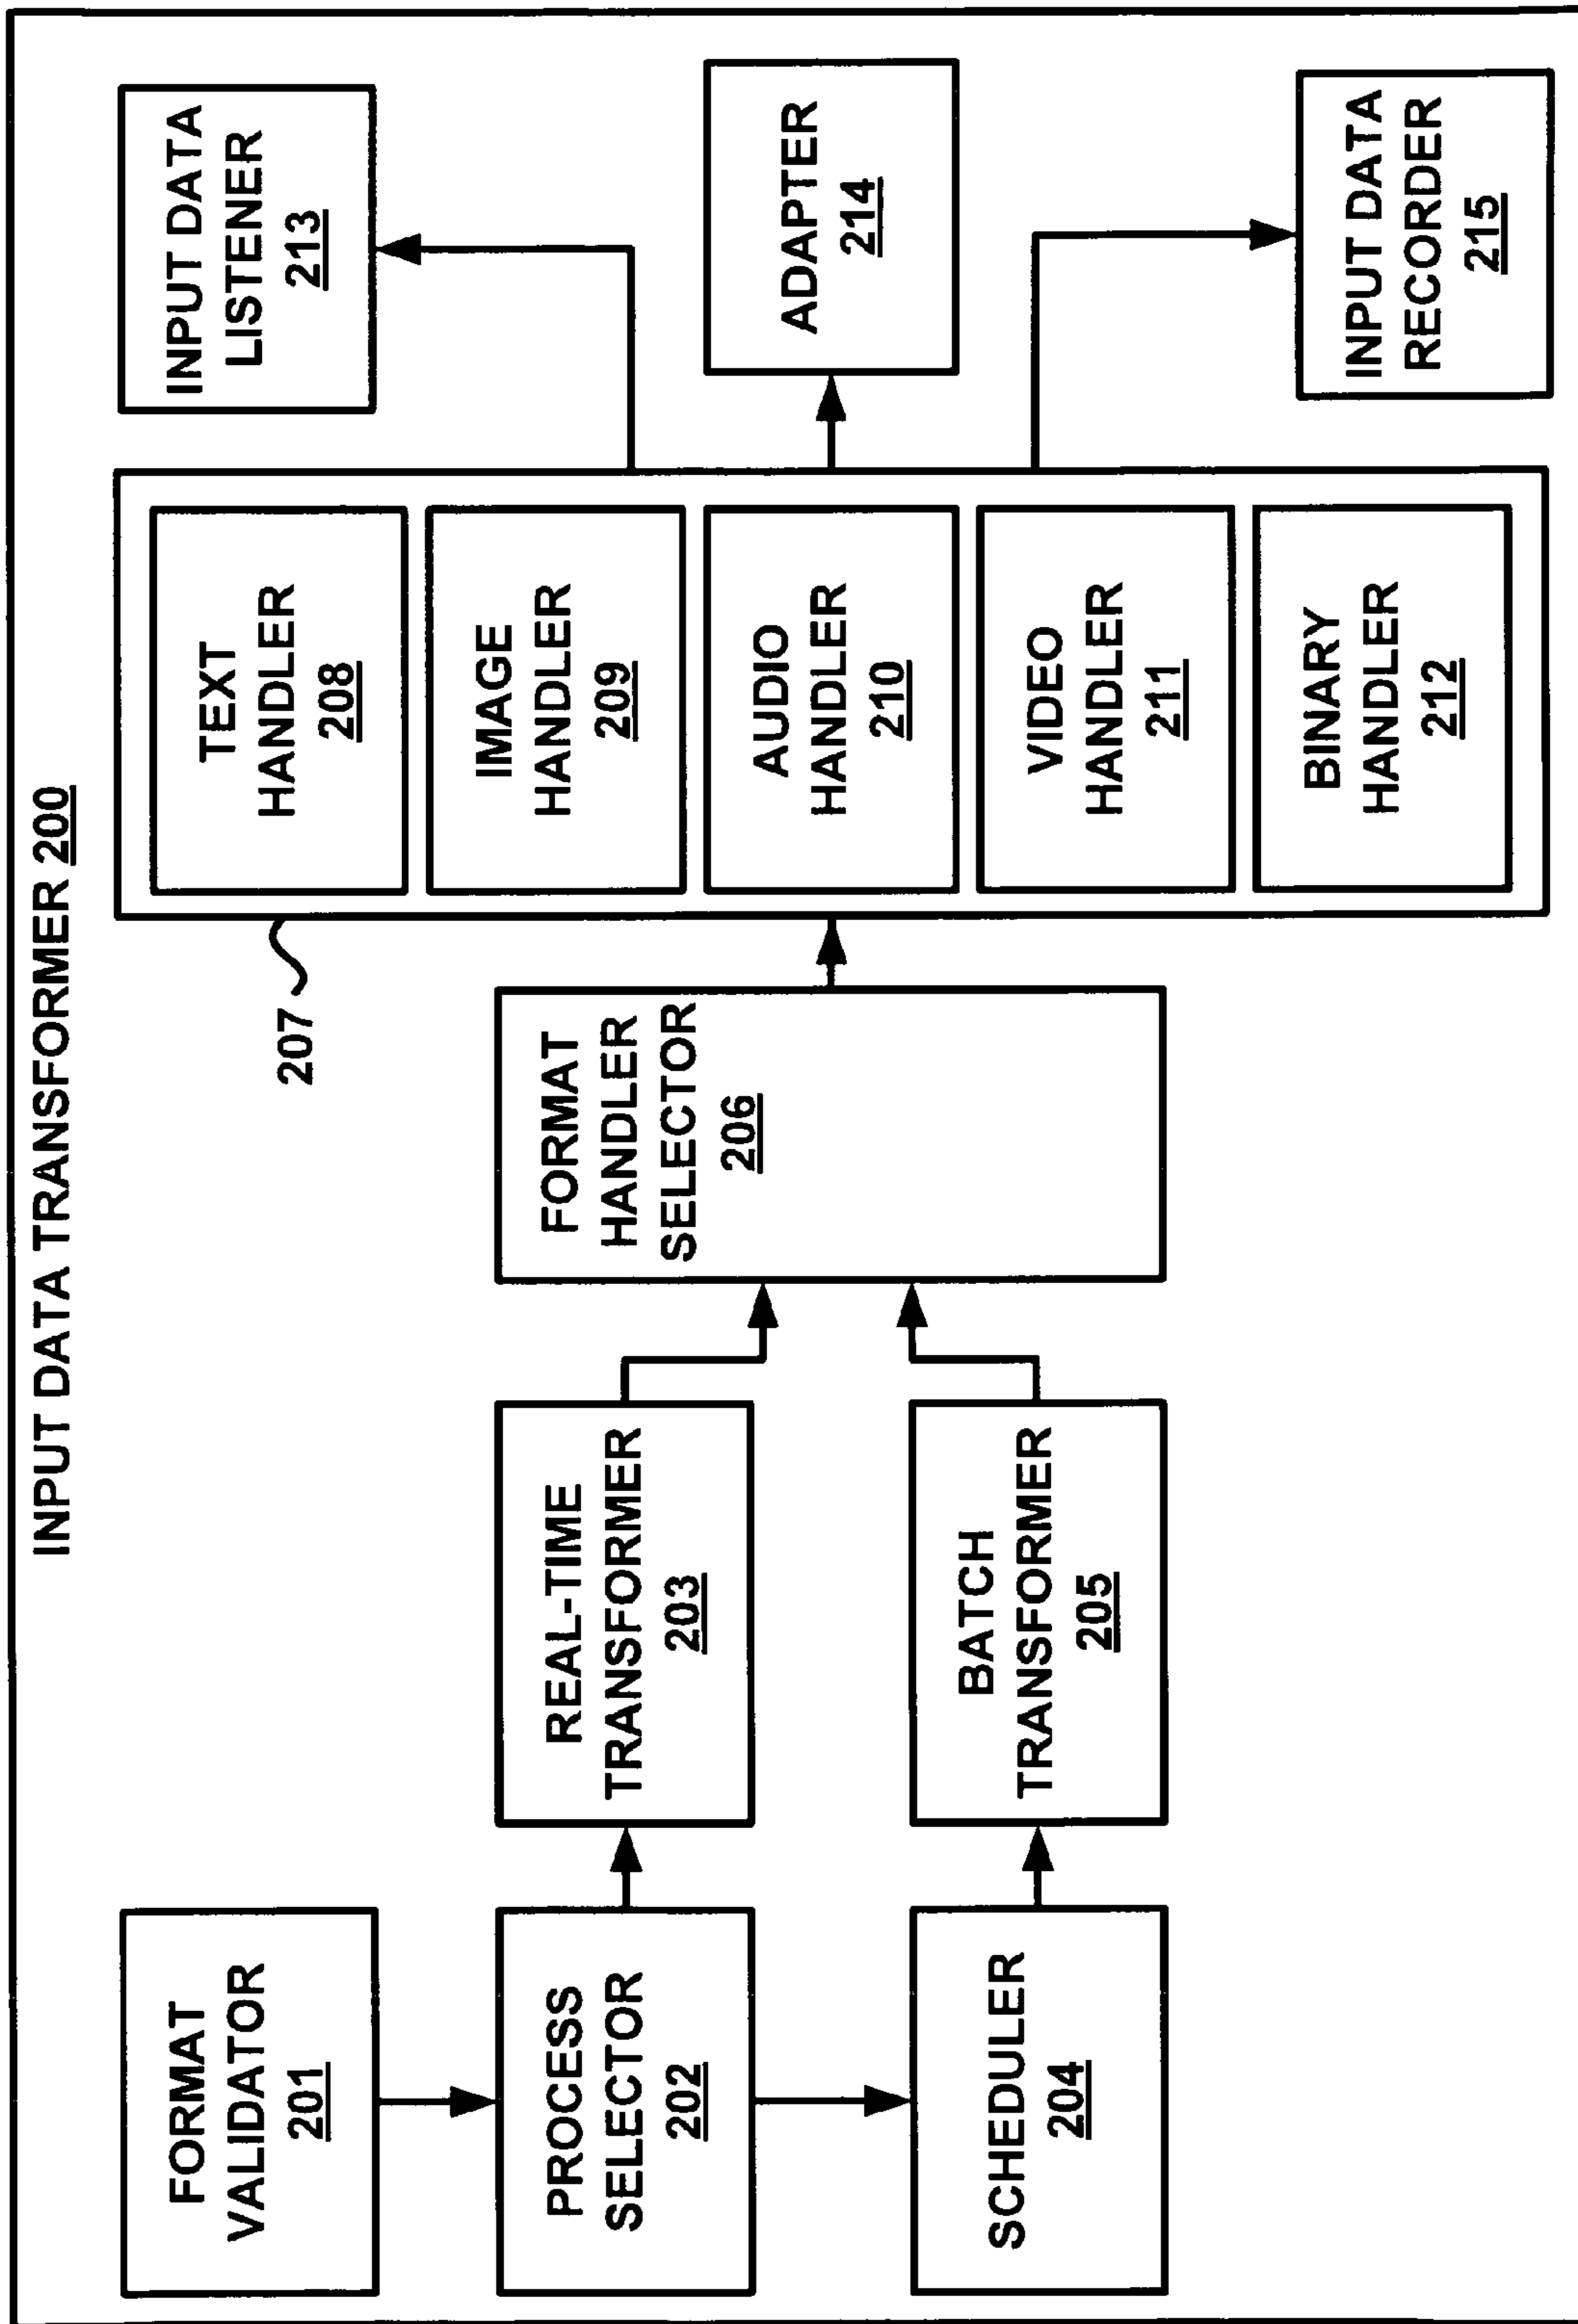 INPUT DATA TRANSFORMER 200
FORMAT
VALIDATOR
201
PROCESS
SELECTOR
202
SCHEDULER
204
REAL-TIME
TRANSFORMER
203
BATCH
TRANSFORMER
205
FORMAT
HANDLER
SELECTOR
206
207
TEXT
HANDLER
208
IMAGE
HANDLER
209
AUDIO
HANDLER
210
VIDEO
HANDLER
211
BINARY
HANDLER
212
INPUT DATA
LISTENER
213
ADAPTER
214
INPUT DATA
RECORDER
215